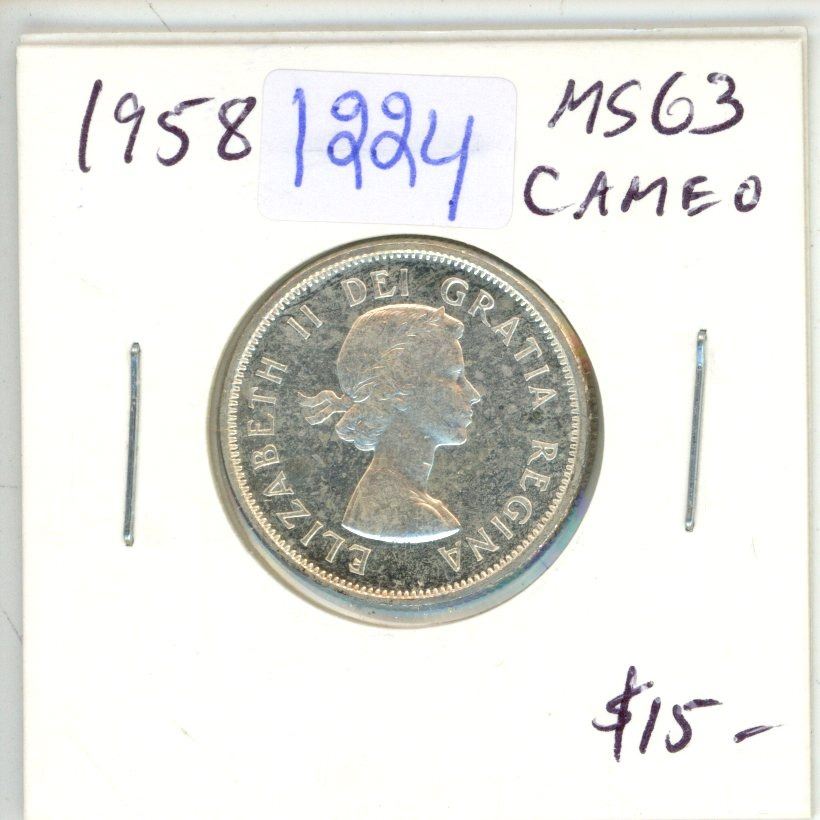 1958
1224
MS63
CAMEO
ELIZABETH II DEI GRATIA REGINA
$15-